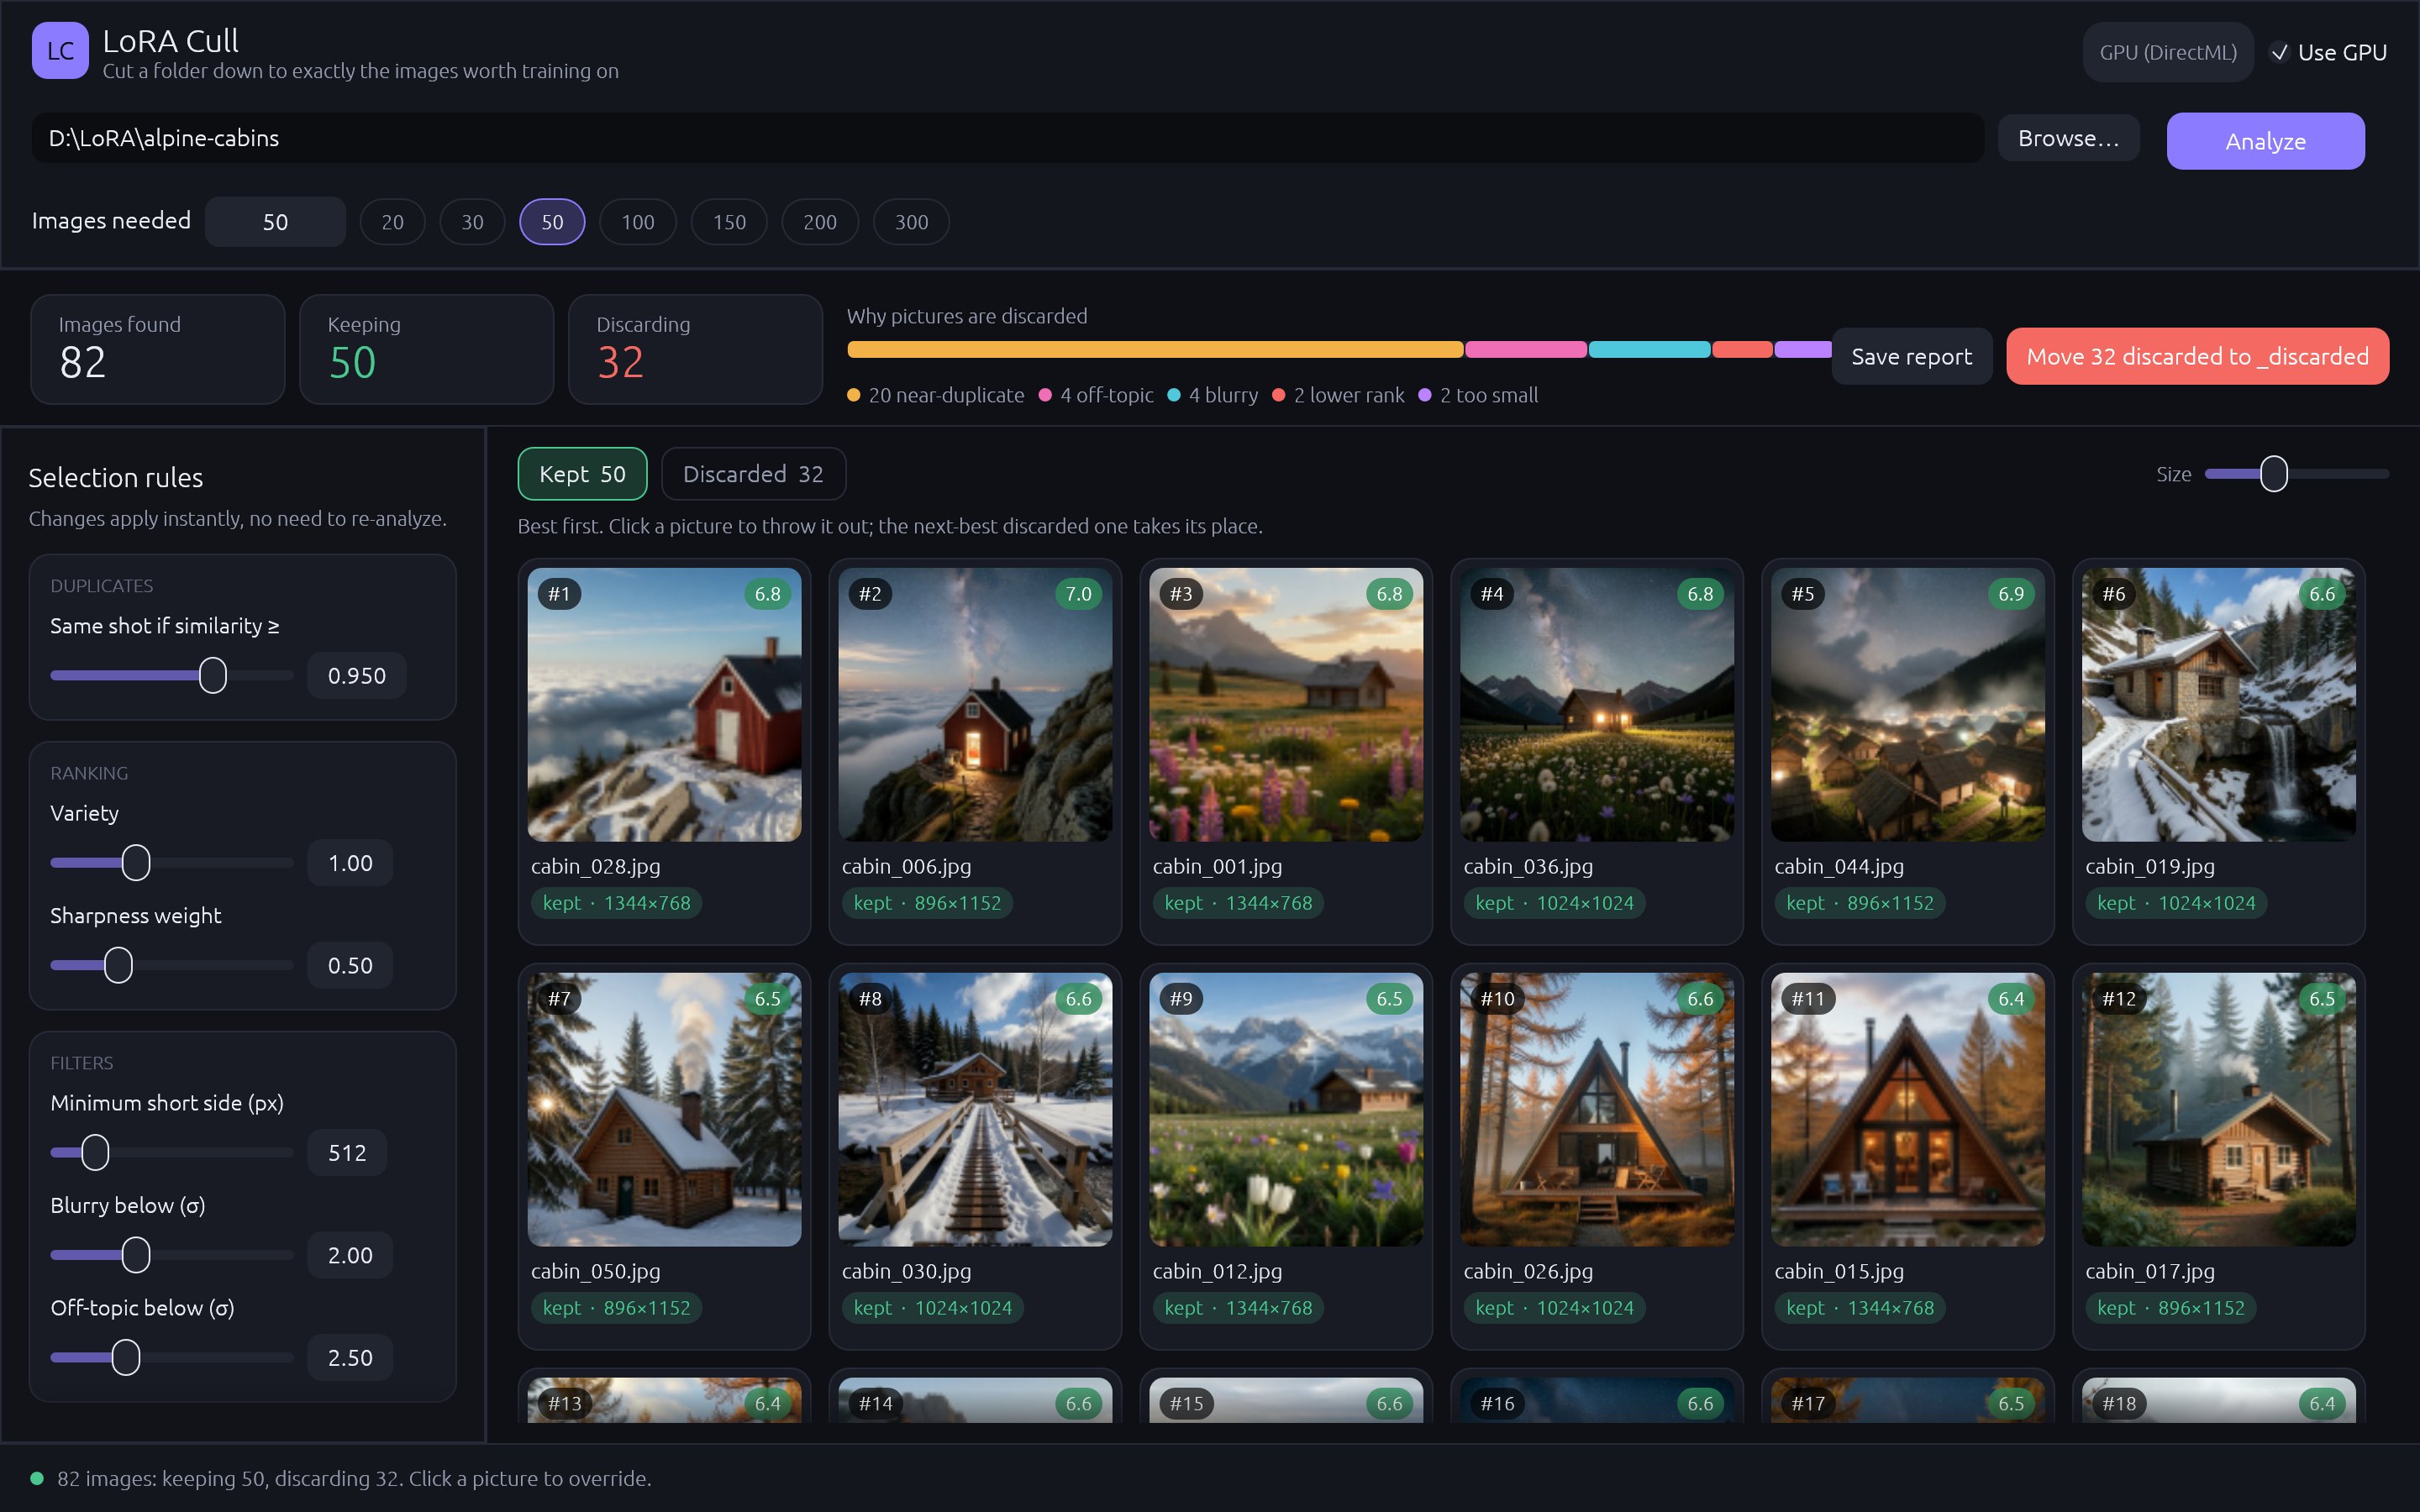 LC
LoRA Cull
Cut a folder down to exactly the images worth training on
GPU (DirectML)
Use GPU
D:\LoRA\alpine-cabins
Browse…
Analyze
Images needed
50
20
30
50
100
150
200
300
Images found
82
Keeping
50
Discarding
32
Why pictures are discarded
20 near-duplicate
4 off-topic
4 blurry
2 lower rank
2 too small
Save report
Move 32 discarded to _discarded
Selection rules
Changes apply instantly, no need to re-analyze.
DUPLICATES
Same shot if similarity ≥
0.950
RANKING
Variety
1.00
Sharpness weight
0.50
FILTERS
Minimum short side (px)
512
Blurry below (σ)
2.00
Off-topic below (σ)
2.50
Kept 50
Discarded 32
Size
Best first. Click a picture to throw it out; the next-best discarded one takes its place.
#1 6.8
cabin_028.jpg
kept · 1344×768
#2 7.0
cabin_006.jpg
kept · 896×1152
#3 6.8
cabin_001.jpg
kept · 1344×768
#4 6.8
cabin_036.jpg
kept · 1024×1024
#5 6.9
cabin_044.jpg
kept · 896×1152
#6 6.6
cabin_019.jpg
kept · 1024×1024
#7 6.5
cabin_050.jpg
kept · 896×1152
#8 6.6
cabin_030.jpg
kept · 1024×1024
#9 6.5
cabin_012.jpg
kept · 1344×768
#10 6.6
cabin_026.jpg
kept · 1024×1024
#11 6.4
cabin_015.jpg
kept · 1344×768
#12 6.5
cabin_017.jpg
kept · 896×1152
#13 6.4
#14 6.6
#15 6.6
#16 6.6
#17 6.5
#18 6.4
82 images: keeping 50, discarding 32. Click a picture to override.